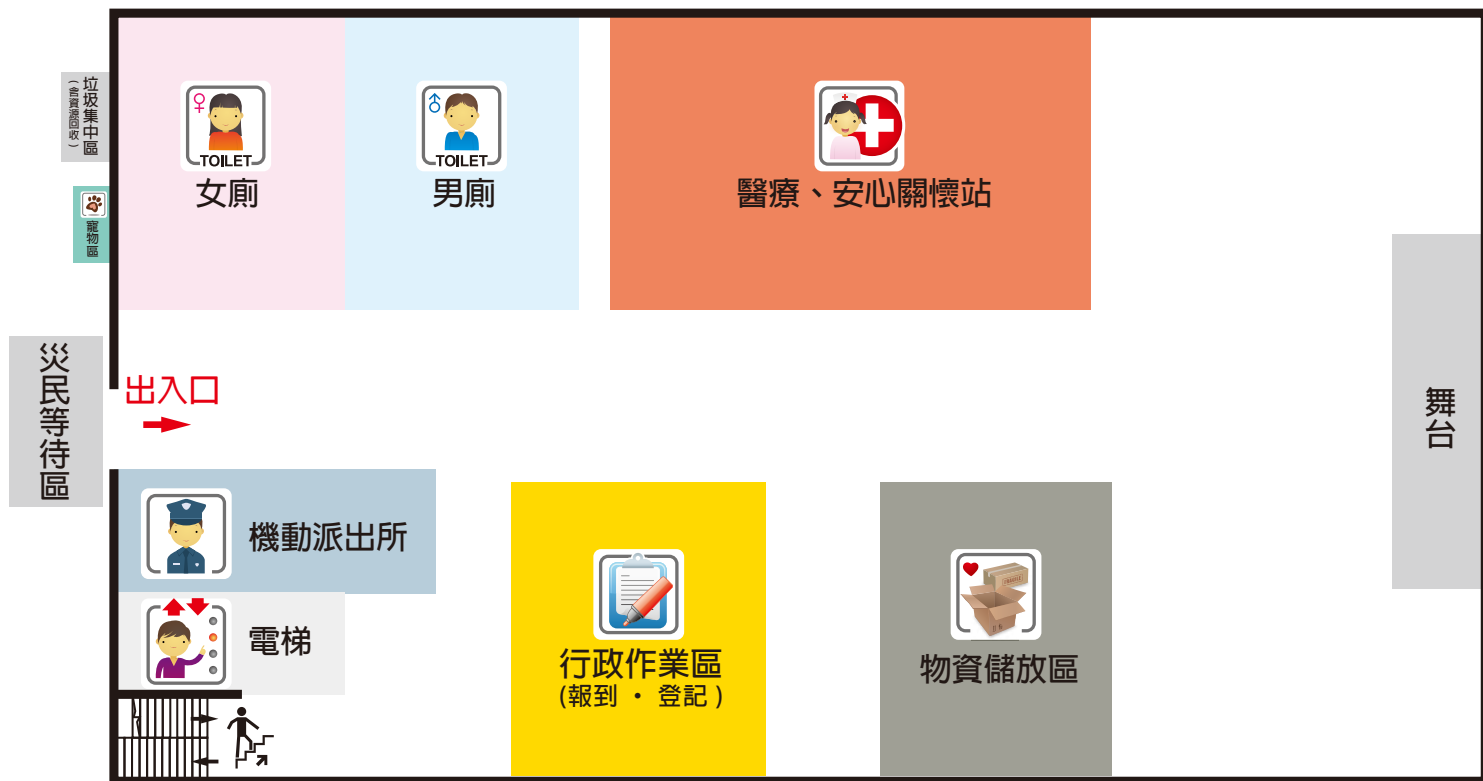 垃圾集中區
(含資源回收)
寵物區
災民等待區
TOILET
女廁
TOILET
男廁
醫療、安心關懷站
出入口
舞台
機動派出所
電梯
行政作業區
(報到 ‧ 登記)
物資儲放區